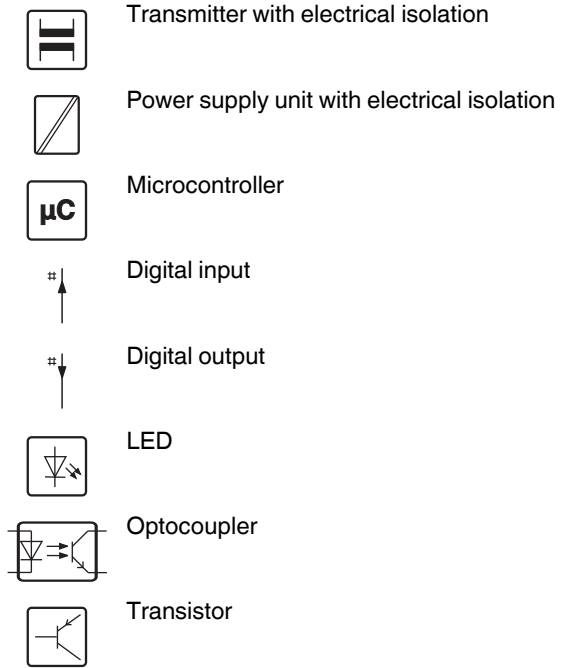 Transmitter with electrical isolation
Power supply unit with electrical isolation
µC
Microcontroller
#
Digital input
#
Digital output
LED
Optocoupler
Transistor